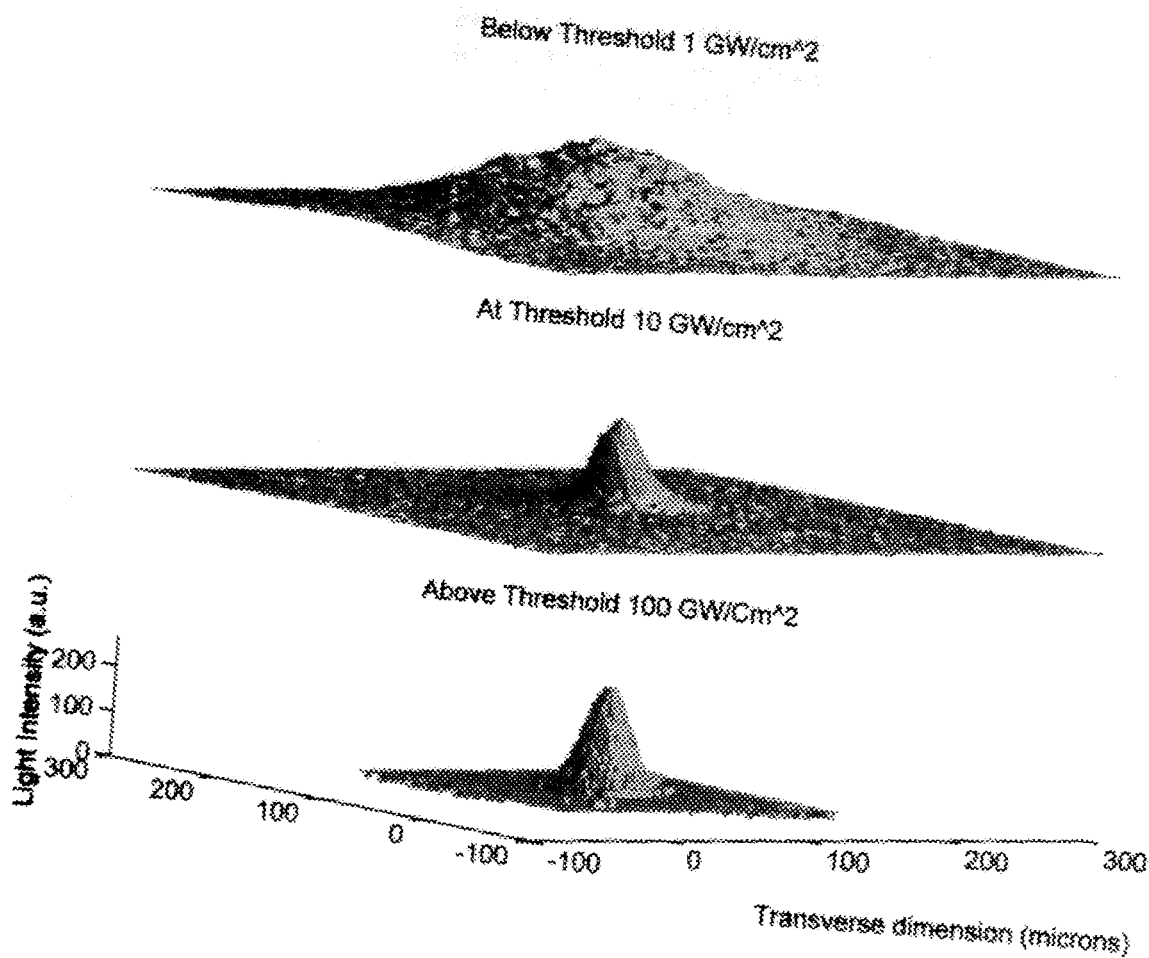 Below Threshold 1 GW/cm^2
At Threshold 10 GW/cm^2
Above Threshold 100 GW/Cm^2
Light Intensity (a.u.)
200
100
0
300
200
100
0
-100
-100
0
100
200
300
Transverse dimension (microns)